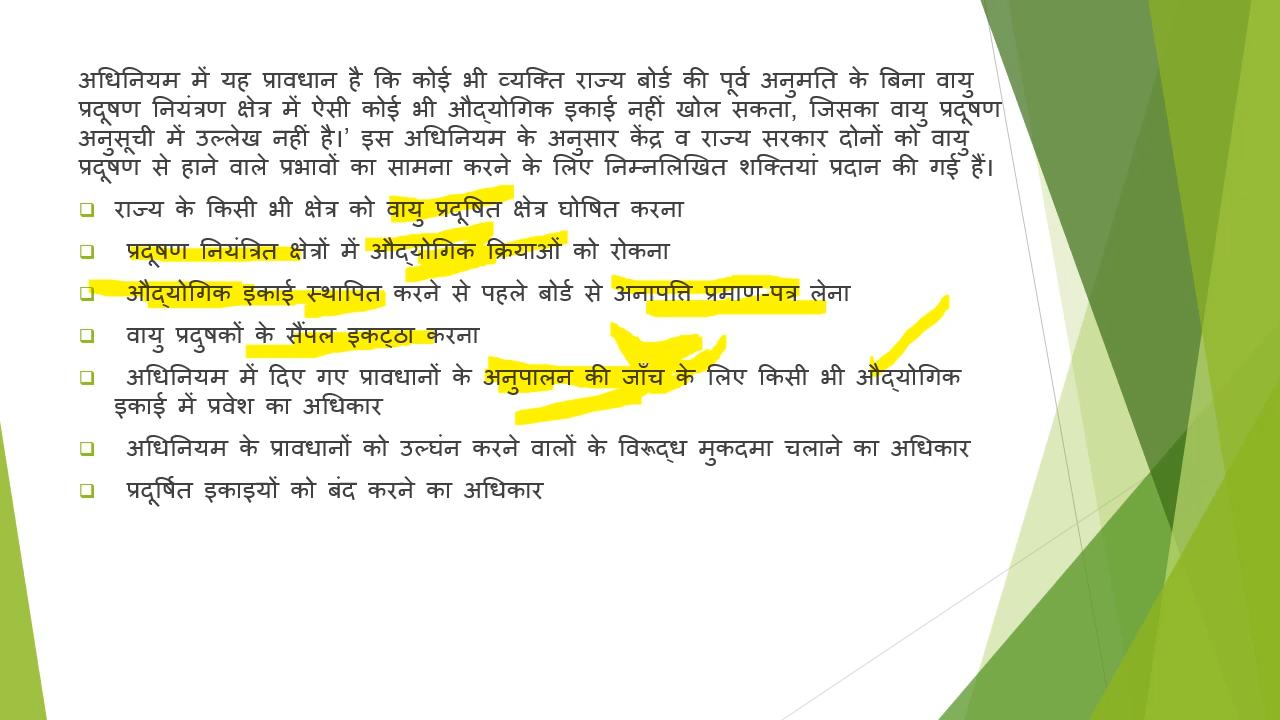 अधिनियम में यह प्रावधान है कि कोई भी व्यक्ति राज्य बोर्ड की पूर्व अनुमति के बिना वायु
प्रदूषण नियंत्रण क्षेत्र में ऐसी कोई भी औद्योगिक इकाई नहीं खोल सकता, जिसका वायु प्रदूषण
अनुसूची में उल्लेख नहीं है।’ इस अधिनियम के अनुसार केंद्र व राज्य सरकार दोनों को वायु
प्रदूषण से हाने वाले प्रभावों का सामना करने के लिए निम्नलिखित शक्तियां प्रदान की गई हैं।
राज्य के किसी भी क्षेत्र को वायु प्रदूषित क्षेत्र घोषित करना
प्रदूषण नियंत्रित क्षेत्रों में औद्योगिक क्रियाओं को रोकना
औद्योगिक इकाई स्थापित करने से पहले बोर्ड से अनापत्ति प्रमाण-पत्र लेना
वायु प्रदुषकों के सैंपल इकट्ठा करना
अधिनियम में दिए गए प्रावधानों के अनुपालन की जाँच के लिए किसी भी औद्योगिक
इकाई में प्रवेश का अधिकार
अधिनियम के प्रावधानों को उल्घंन करने वालों के विरूद्ध मुकदमा चलाने का अधिकार
प्रदूर्षित इकाइयों को बंद करने का अधिकार